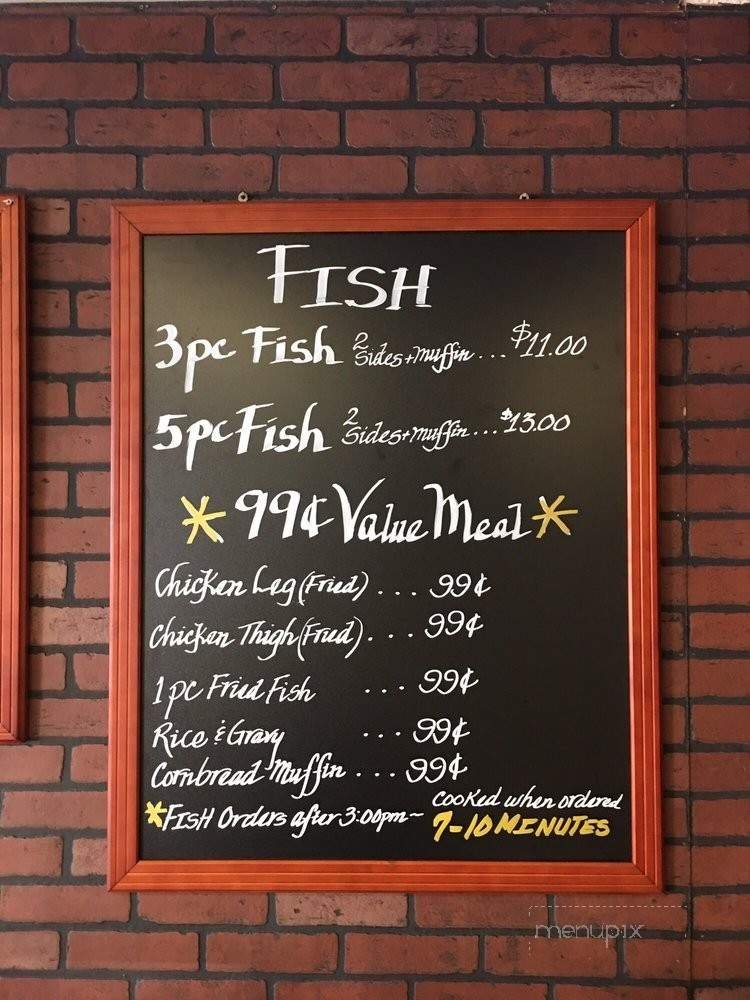 FISH
3pc Fish 2 Sides+muffin...$11.00
5pc Fish 2 Sides+muffin...$13.00
* 99¢ Value Meal *
Chicken Leg (Fried) ... 99¢
Chicken Thigh (Fried) ... 99¢
1pc Fried Fish ... 99¢
Rice & Gravy ... 99¢
Cornbread Muffin ... 99¢
*FISH Orders after 3:00pm~ cooked when ordered
7-10 MINUTES
menupix